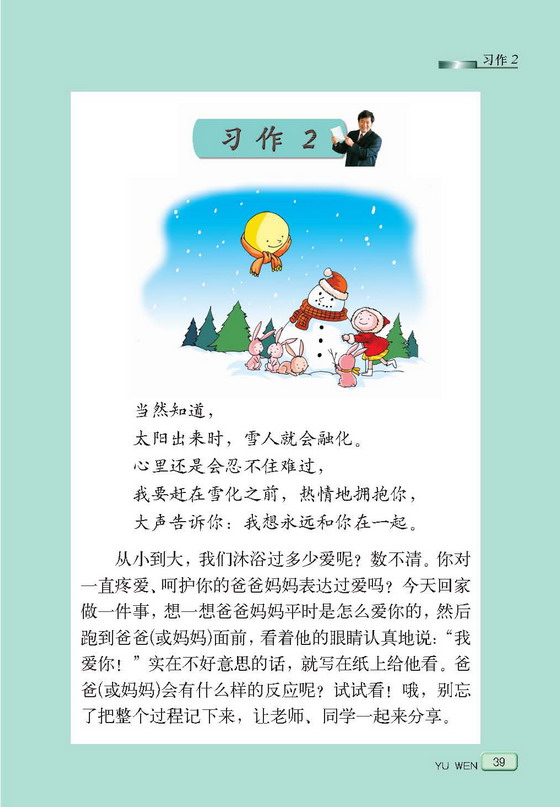 习作 2
习 作 2
当然知道，
太阳出来时，雪人就会融化。
心里还是会忍不住难过，
我要赶在雪化之前，热情地拥抱你，
大声告诉你：我想永远和你在一起。
从小到大，我们沐浴过多少爱呢？数不清。你对
一直疼爱、呵护你的爸爸妈妈表达过爱吗？今天回家
做一件事，想一想爸爸妈妈平时是怎么爱你的，然后
跑到爸爸(或妈妈)面前，看着他的眼睛认真地说：“我
爱你！”实在不好意思的话，就写在纸上给他看。爸
爸(或妈妈)会有什么样的反应呢？试试看！哦，别忘
了把整个过程记下来，让老师、同学一起来分享。
YU WEN 39